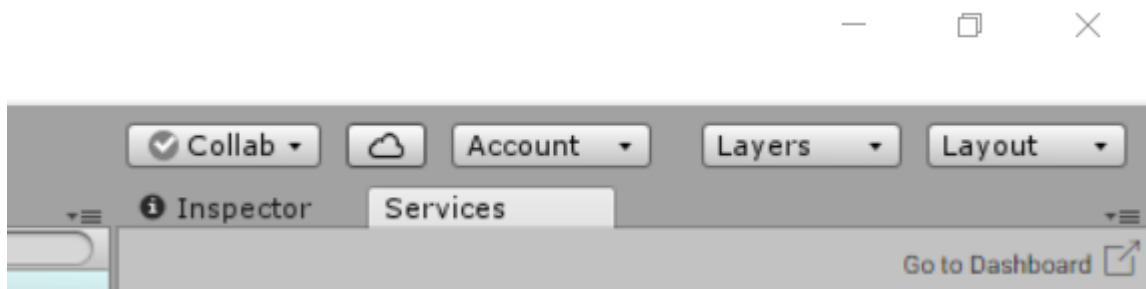 Collab Account Layers Layout
Inspector Services
Go to Dashboard